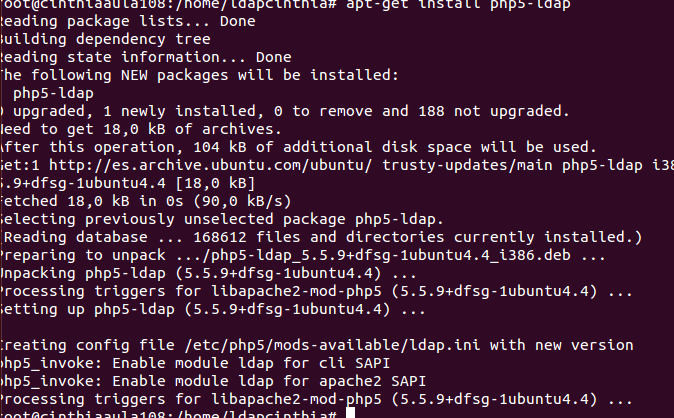 root@cinthiaaula108:/home/ldapcinthia# apt-get install php5-ldap
Reading package lists... Done
Building dependency tree
Reading state information... Done
The following NEW packages will be installed:
php5-ldap
0 upgraded, 1 newly installed, 0 to remove and 188 not upgraded.
Need to get 18,0 kB of archives.
After this operation, 104 kB of additional disk space will be used.
Get:1 http://es.archive.ubuntu.com/ubuntu/ trusty-updates/main php5-ldap i38
5.5.9+dfsg-1ubuntu4.4 [18,0 kB]
Fetched 18,0 kB in 0s (90,0 kB/s)
Selecting previously unselected package php5-ldap.
(Reading database ... 168612 files and directories currently installed.)
Preparing to unpack .../php5-ldap_5.5.9+dfsg-1ubuntu4.4_i386.deb ...
Unpacking php5-ldap (5.5.9+dfsg-1ubuntu4.4) ...
Processing triggers for libapache2-mod-php5 (5.5.9+dfsg-1ubuntu4.4) ...
Setting up php5-ldap (5.5.9+dfsg-1ubuntu4.4) ...
Creating config file /etc/php5/mods-available/ldap.ini with new version
php5_invoke: Enable module ldap for cli SAPI
php5_invoke: Enable module ldap for apache2 SAPI
Processing triggers for libapache2-mod-php5 (5.5.9+dfsg-1ubuntu4.4) ...
root@cinthiaaula108:/home/ldapcinthia#